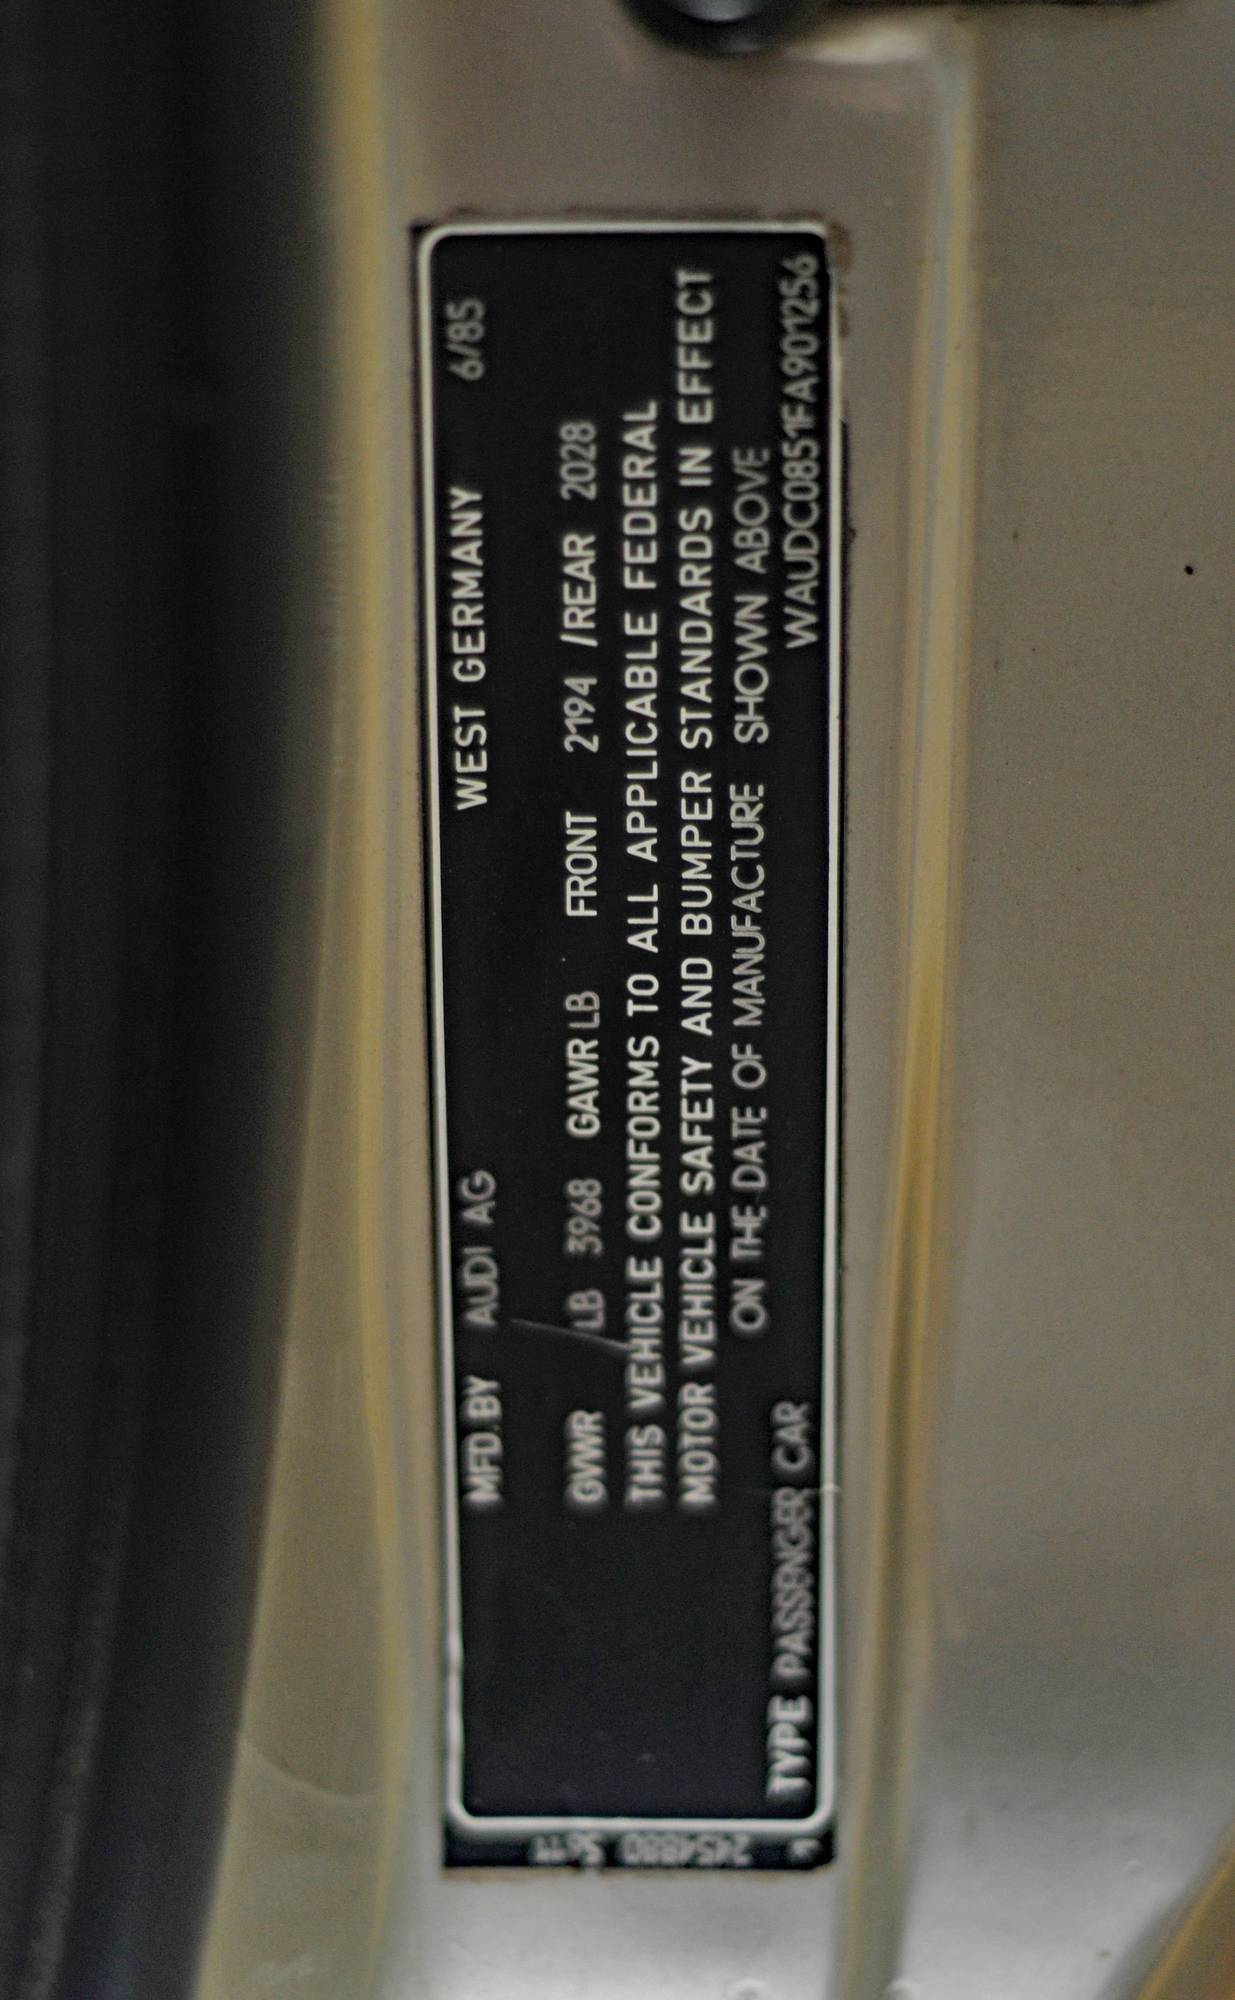 MFD. BY AUDI AG WEST GERMANY 6/85
GVWR LB 3968 GAWR LB FRONT 2194 /REAR 2028
THIS VEHICLE CONFORMS TO ALL APPLICABLE FEDERAL
MOTOR VEHICLE SAFETY AND BUMPER STANDARDS IN EFFECT
ON THE DATE OF MANUFACTURE SHOWN ABOVE
TYPE PASSENGER CAR WAUDC0851FA901256